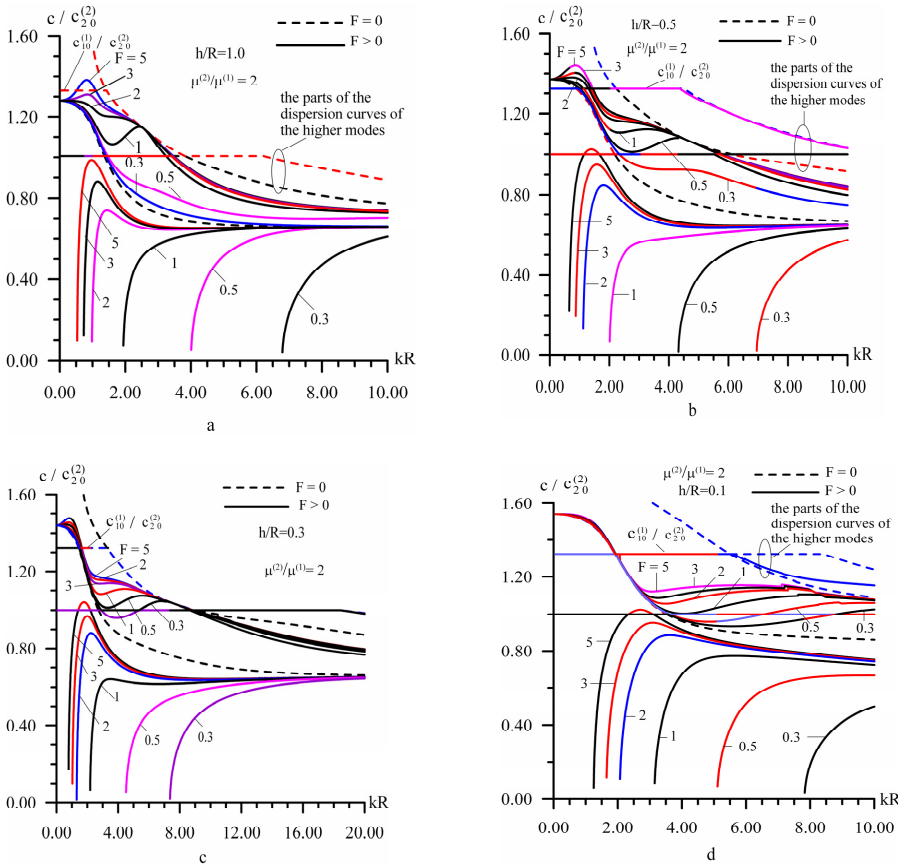 c / c_{20}^{(2)}
1.60
1.20
0.80
0.40
0.00
0.00 2.00 4.00 6.00 8.00 10.00
kR
c_{10}^{(1)} / c_{20}^{(2)}
F = 5
3
2
h/R=1.0
μ^{(2)}/μ^{(1)} = 2
F = 0
F > 0
the parts of the
dispersion curves of
the higher modes
1
0.3
0.5
5
3
2
1
0.5
0.3
a
c / c_{20}^{(2)}
1.60
1.20
0.80
0.40
0.00
0.00 2.00 4.00 6.00 8.00 10.00
kR
h/R=0.5
μ^{(2)}/μ^{(1)} = 2
F = 0
F > 0
F = 5
3
c_{10}^{(1)} / c_{20}^{(2)}
2
the parts of the
dispersion curves of
the higher modes
1
0.5
0.3
5
3
2
1
0.5
0.3
b
c / c_{20}^{(2)}
1.60
1.20
0.80
0.40
0.00
0.00 4.00 8.00 12.00 16.00 20.00
kR
F = 0
F > 0
c_{10}^{(1)} / c_{20}^{(2)}
h/R=0.3
μ^{(2)}/μ^{(1)} = 2
F = 5
2
3
1
0.5
0.3
5
3
2
1
0.5
0.3
c
c / c_{20}^{(2)}
1.60
1.20
0.80
0.40
0.00
0.00 2.00 4.00 6.00 8.00 10.00
kR
μ^{(2)}/μ^{(1)} = 2
h/R=0.1
F = 0
F > 0
the parts of the
dispersion curves of
the higher modes
c_{10}^{(1)} / c_{20}^{(2)}
F = 5
3
2
1
0.5
0.3
5
3
2
1
0.5
0.3
d